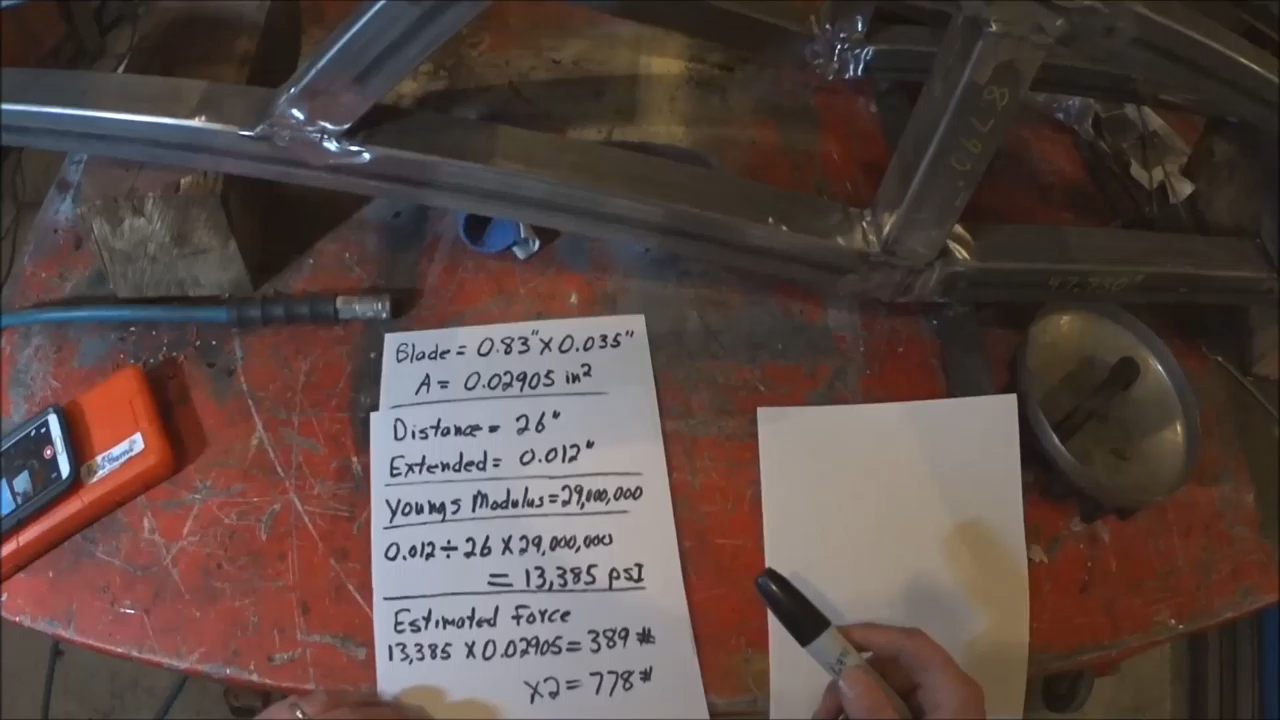 Blade = 0.83" X 0.035"
A = 0.02905 in²
Distance = 26"
Extended = 0.012"
Youngs Modulus = 29,000,000
0.012 ÷ 26 X 29,000,000
= 13,385 psI
Estimated Force
13,385 X 0.02905 = 389 #
X2 = 778#